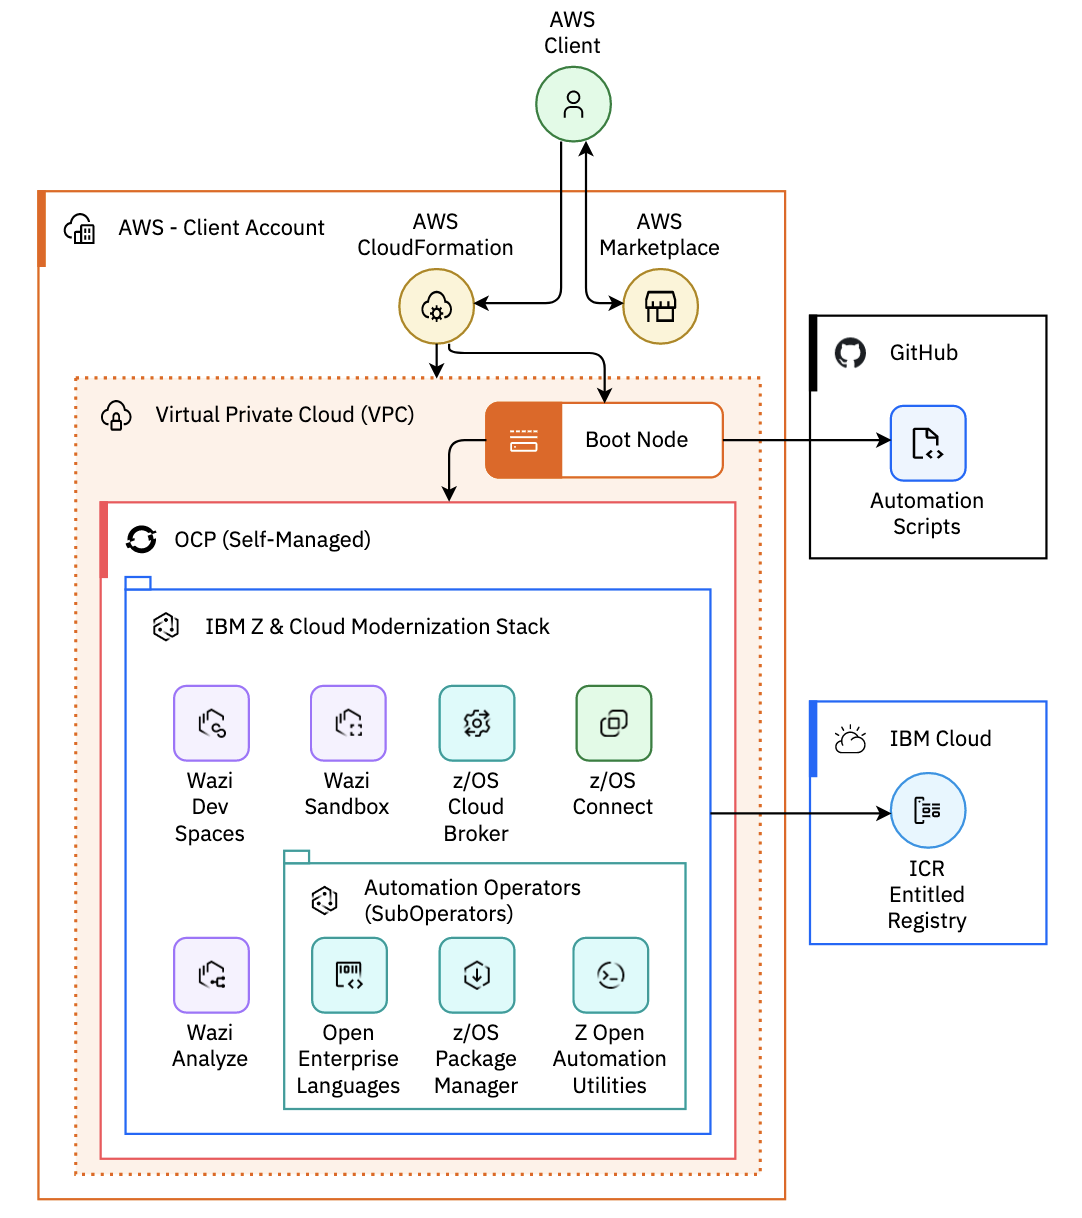 AWS
Client
AWS - Client Account
AWS
CloudFormation
AWS
Marketplace
GitHub
Automation
Scripts
Virtual Private Cloud (VPC)
Boot Node
OCP (Self-Managed)
IBM Z & Cloud Modernization Stack
Wazi
Dev
Spaces
Wazi
Sandbox
z/OS
Cloud
Broker
z/OS
Connect
IBM Cloud
ICR
Entitled
Registry
Automation Operators
(SubOperators)
Wazi
Analyze
Open
Enterprise
Languages
z/OS
Package
Manager
Z Open
Automation
Utilities